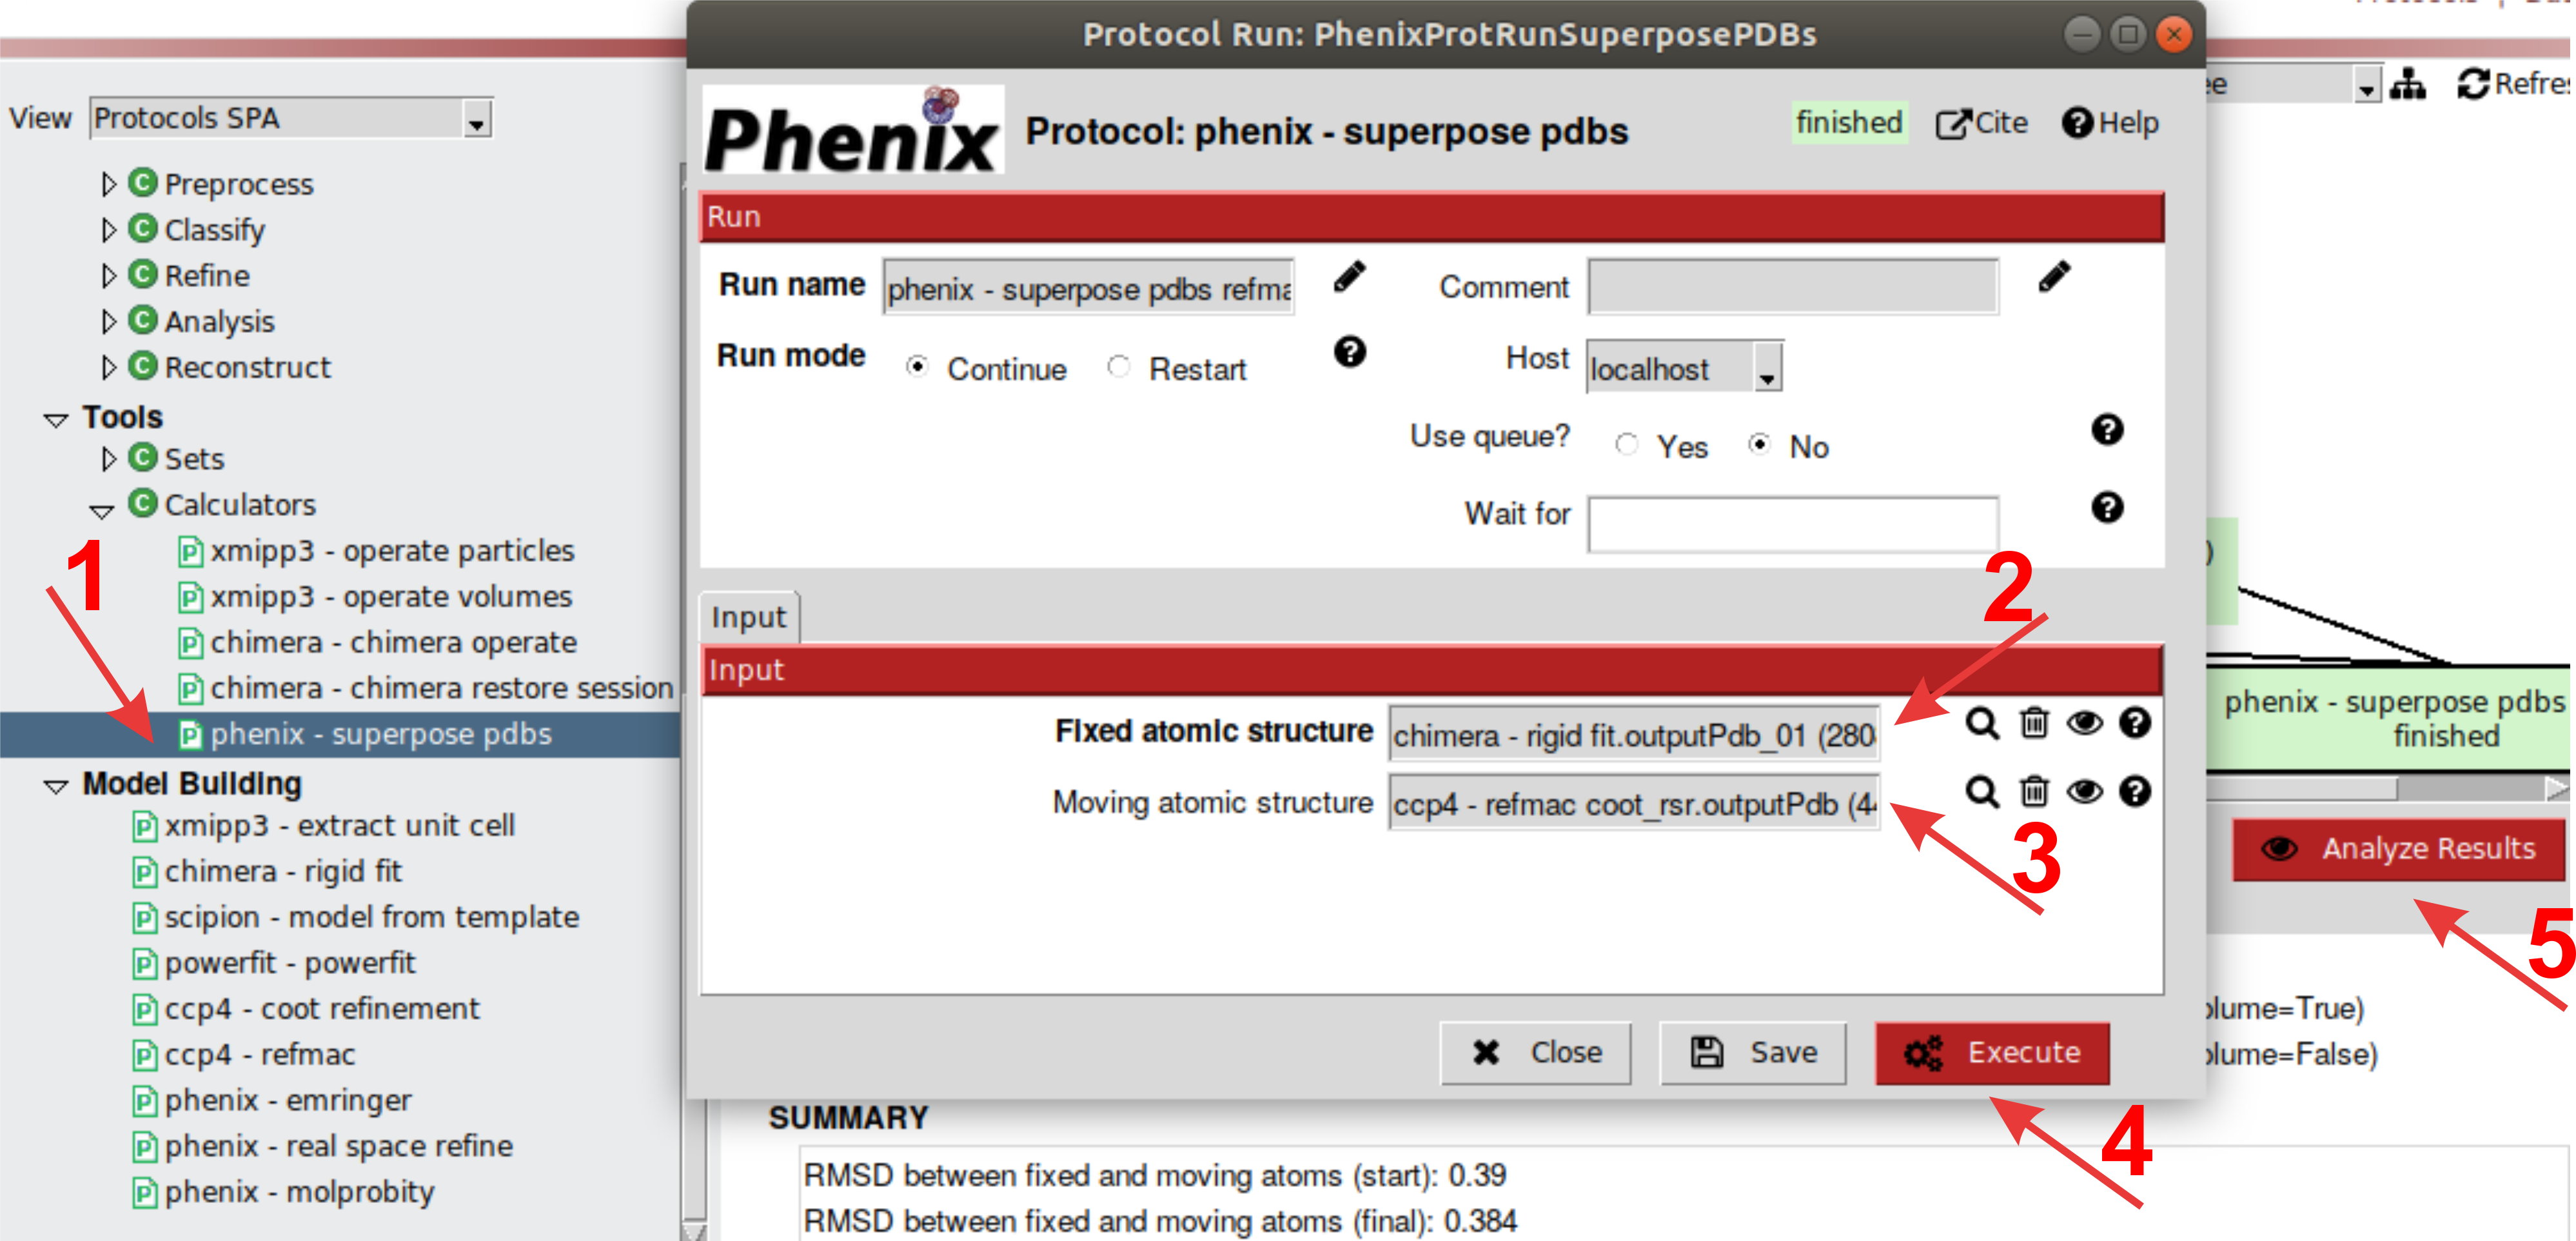 Protocol Run: PhenixProtRunSuperposePDBs
View Protocols SPA
Preprocess
Classify
Refine
Analysis
Reconstruct
Tools
Sets
Calculators
xmipp3 - operate particles
xmipp3 - operate volumes
chimera - chimera operate
chimera - chimera restore session
phenix - superpose pdbs
Model Building
xmipp3 - extract unit cell
chimera - rigid fit
scipion - model from template
powerfit - powerfit
ccp4 - coot refinement
ccp4 - refmac
phenix - emringer
phenix - real space refine
phenix - molprobity
1
Phenix
Protocol: phenix - superpose pdbs
finished Cite Help
Run
Run name phenix - superpose pdbs refma
Comment
Run mode Continue Restart
Host localhost
Use queue? Yes No
Wait for
Input
Input
Fixed atomic structure chimera - rigid fit.outputPdb_01 (280
Moving atomic structure ccp4 - refmac coot_rsr.outputPdb (4
2
3
Close Save Execute
4
SUMMARY
RMSD between fixed and moving atoms (start): 0.39
RMSD between fixed and moving atoms (final): 0.384
ee Refres
)
phenix - superpose pdbs
finished
Analyze Results
5
olume=True)
olume=False)